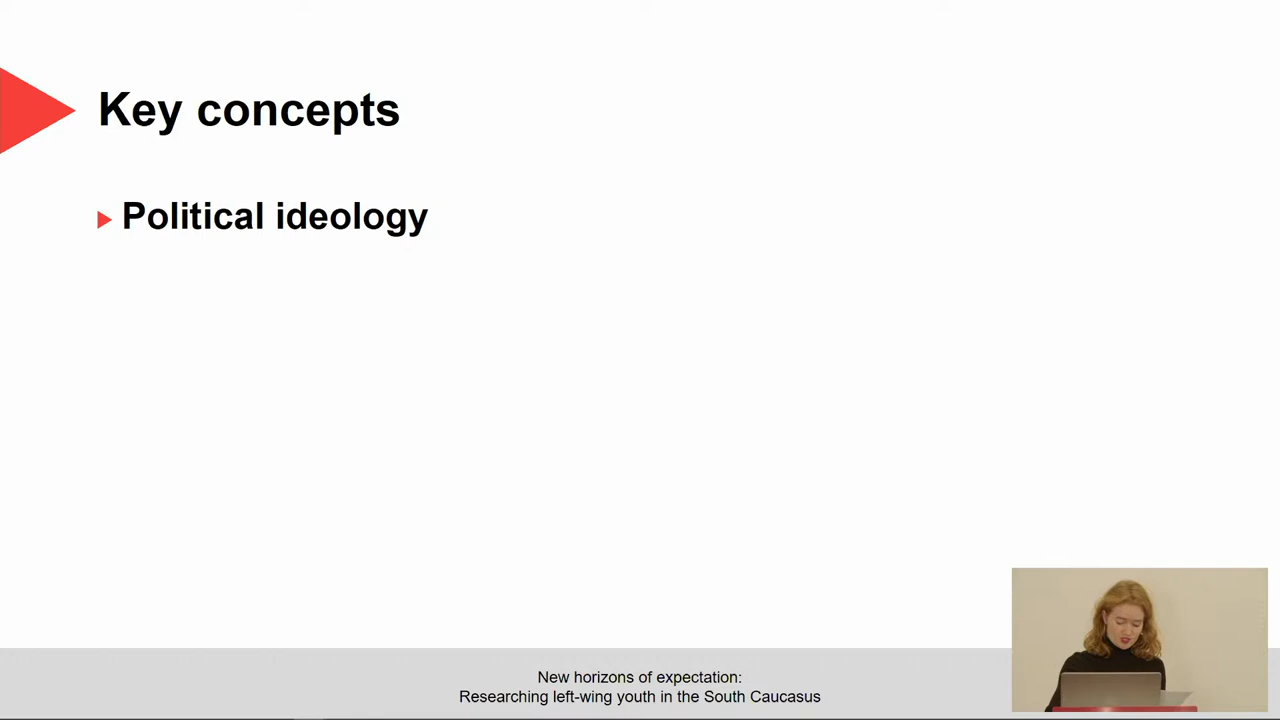 Key concepts
Political ideology
New horizons of expectation:
Researching left-wing youth in the South Caucasus